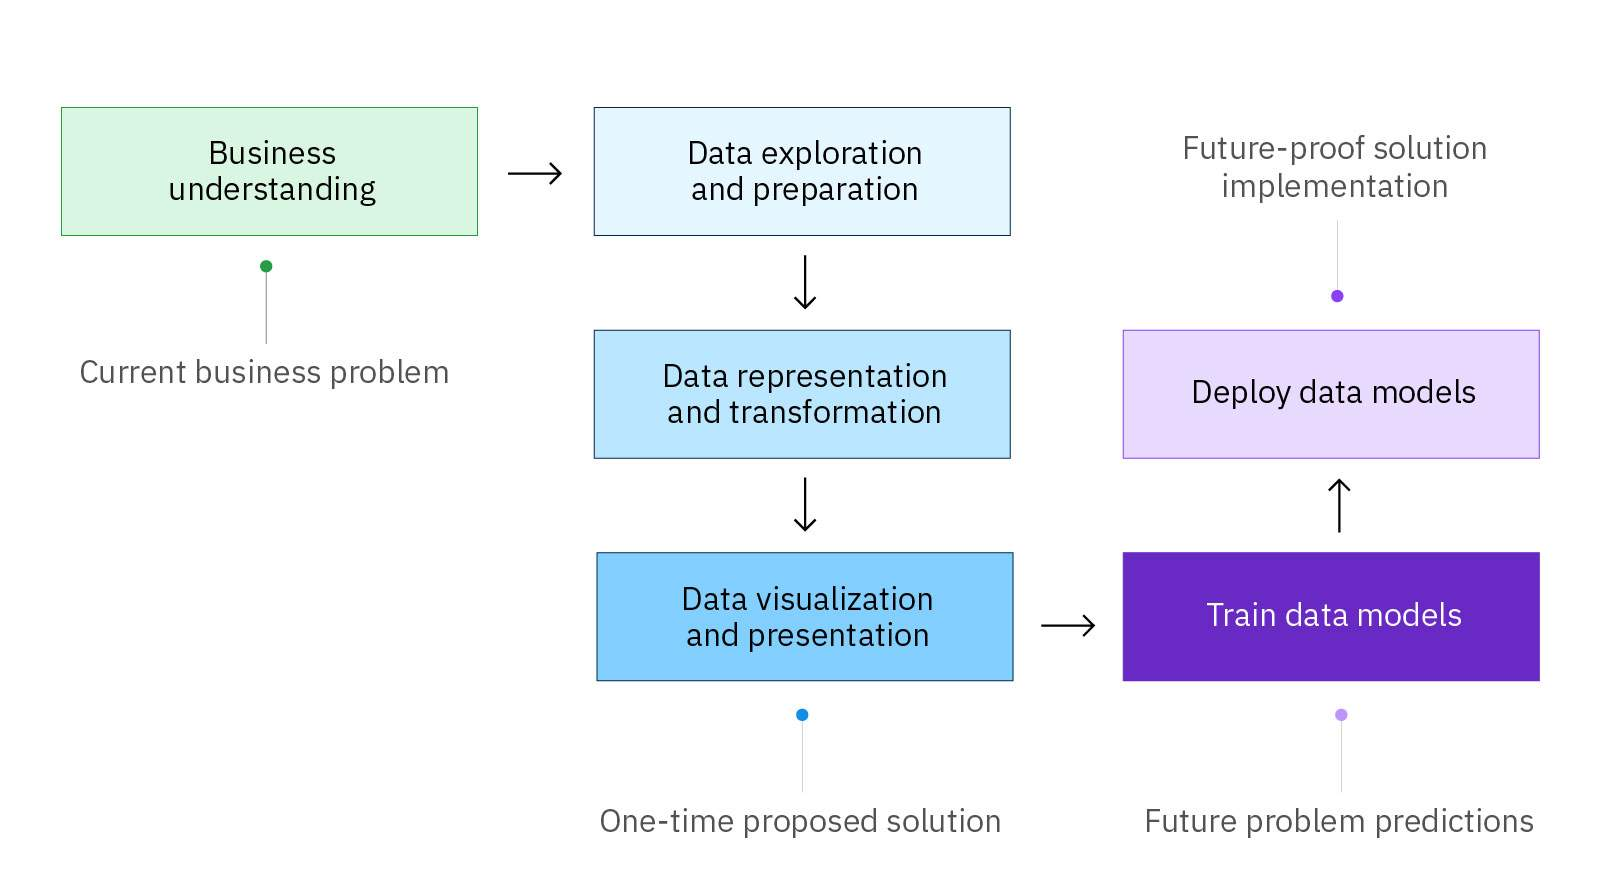 Business
understanding
Current business problem
Data exploration
and preparation
Data representation
and transformation
Data visualization
and presentation
One-time proposed solution
Train data models
Future problem predictions
Deploy data models
Future-proof solution
implementation